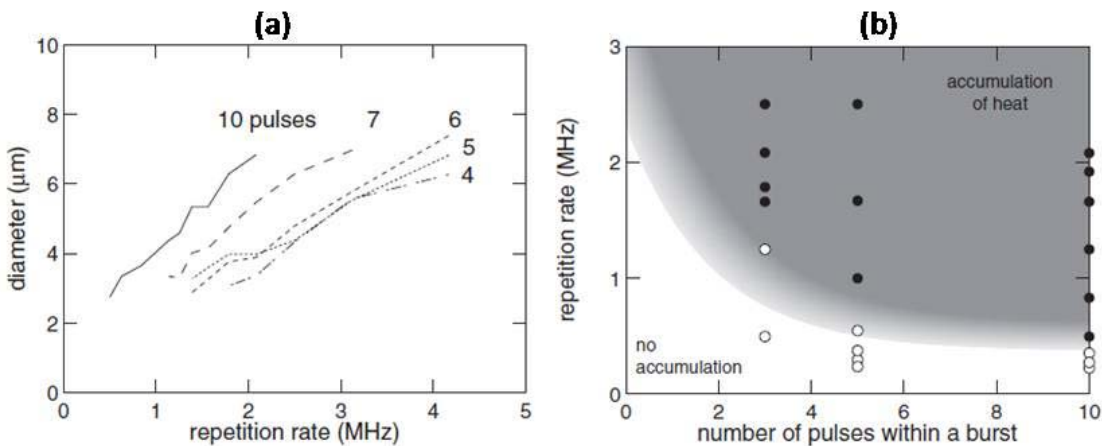 (a)
10
8
6
4
2
0
0 1 2 3 4 5
diameter (µm)
repetition rate (MHz)
10 pulses 7 6
5
4
(b)
3
2
1
0
0 2 4 6 8 10
repetition rate (MHz)
number of pulses within a burst
accumulation
of heat
no
accumulation